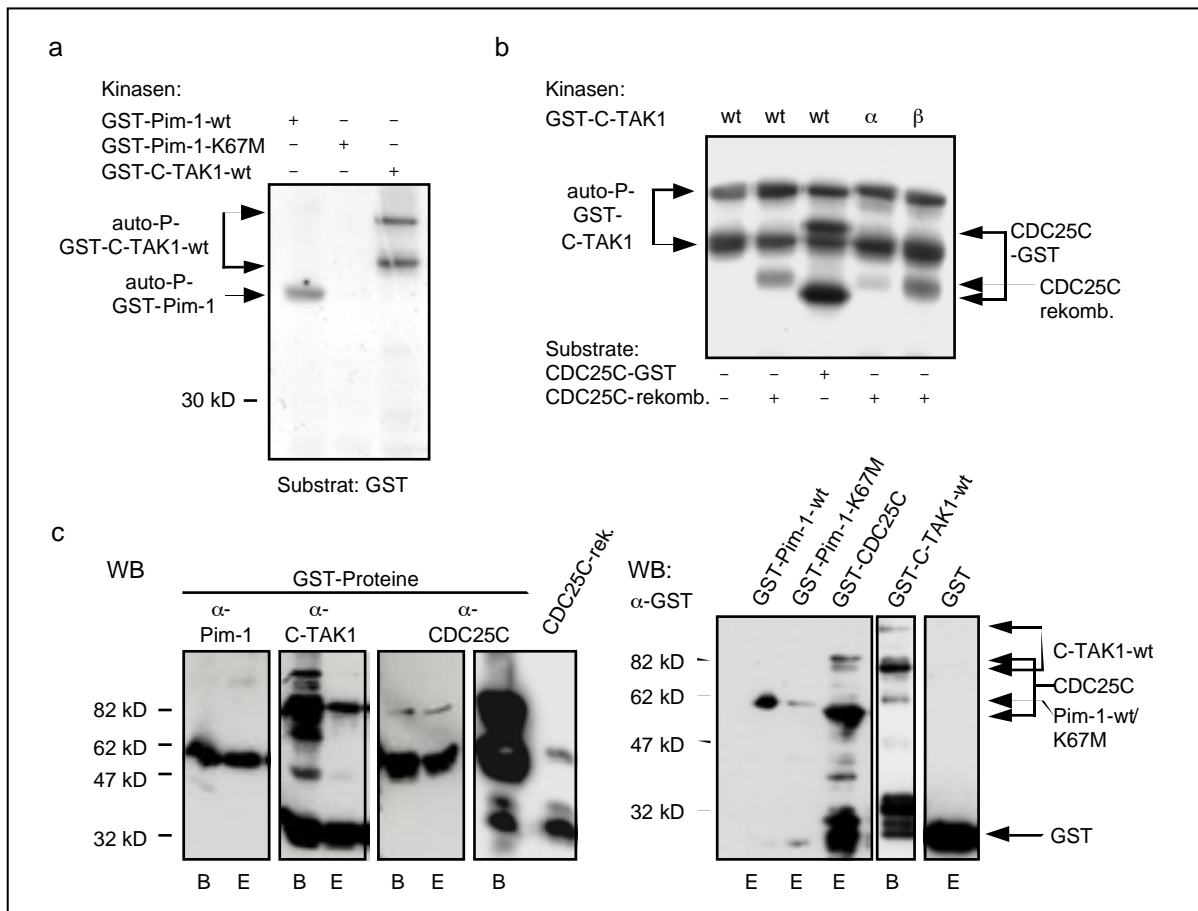 a
Kinasen:
GST-Pim-1-wt + – –
GST-Pim-1-K67M – + –
GST-C-TAK1-wt – – +
auto-P-
GST-C-TAK1-wt
auto-P-
GST-Pim-1
30 kD
Substrat: GST
b
Kinasen:
GST-C-TAK1 wt wt wt α β
auto-P-
GST-
C-TAK1
CDC25C
-GST
CDC25C
rekomb.
Substrate:
CDC25C-GST – – + – –
CDC25C-rekomb. – + – + +
c
WB
GST-Proteine
α-
Pim-1
α-
C-TAK1
α-
CDC25C
CDC25C-rek.
82 kD
62 kD
47 kD
32 kD
B E B E B E B
WB:
α-GST
GST-Pim-1-wt
GST-Pim-1-K67M
GST-CDC25C
GST-C-TAK1-wt
GST
82 kD
62 kD
47 kD
32 kD
C-TAK1-wt
CDC25C
Pim-1-wt/
K67M
GST
E E E B E